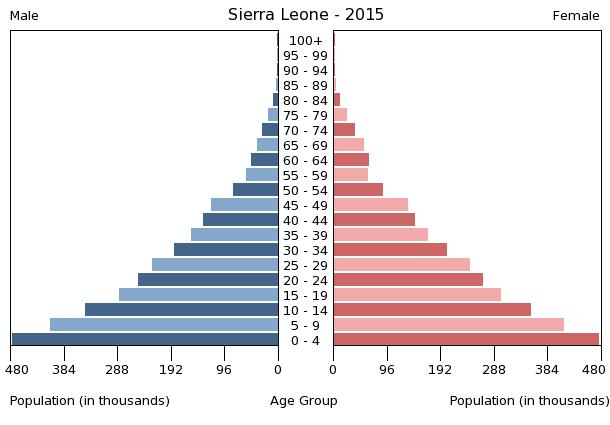 Male
Sierra Leone - 2015
Female
100+
95 - 99
90 - 94
85 - 89
80 - 84
75 - 79
70 - 74
65 - 69
60 - 64
55 - 59
50 - 54
45 - 49
40 - 44
35 - 39
30 - 34
25 - 29
20 - 24
15 - 19
10 - 14
5 - 9
0 - 4
480 384 288 192 96 0 0 96 192 288 384 480
Population (in thousands)
Age Group
Population (in thousands)